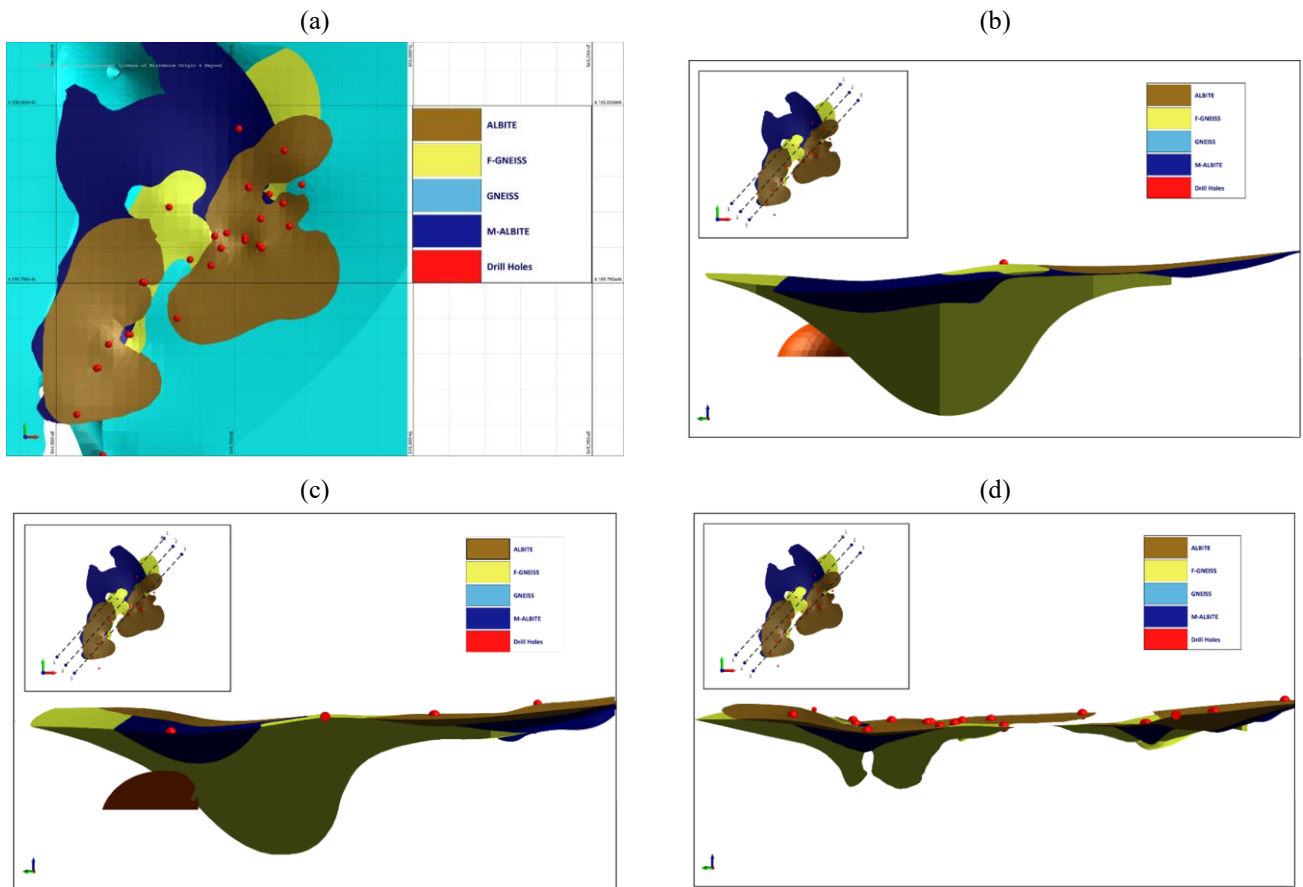 (a)
(b)
ALBITE
F-GNEISS
GNEISS
M-ALBITE
Drill Holes
ALBITE
F-GNEISS
GNEISS
M-ALBITE
Drill Holes
(c)
(d)
ALBITE
F-GNEISS
GNEISS
M-ALBITE
Drill Holes
ALBITE
F-GNEISS
GNEISS
M-ALBITE
Drill Holes